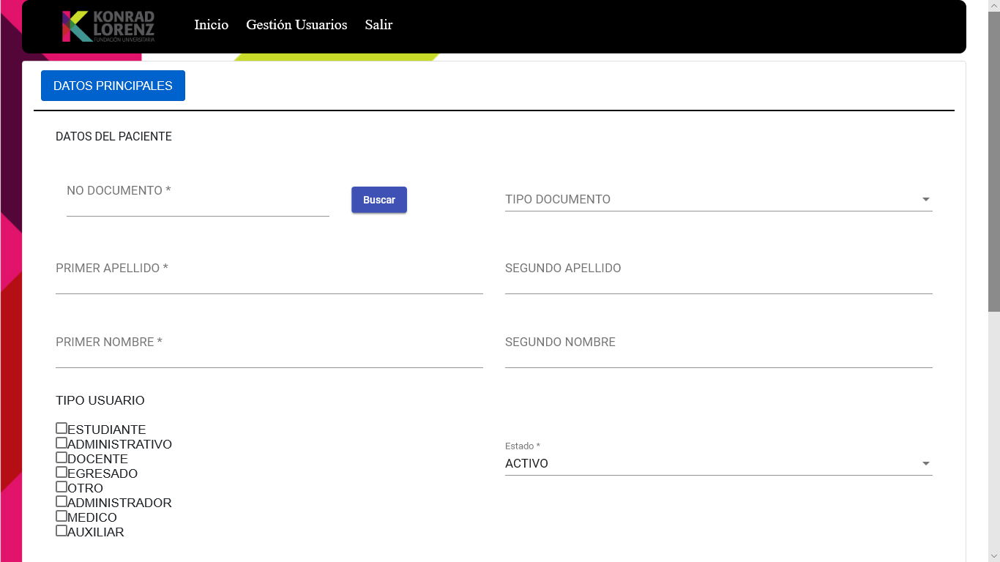 KONRAD
LORENZ
FUNDACIÓN UNIVERSITARIA
Inicio Gestión Usuarios Salir
DATOS PRINCIPALES
DATOS DEL PACIENTE
NO DOCUMENTO * Buscar TIPO DOCUMENTO
PRIMER APELLIDO * SEGUNDO APELLIDO
PRIMER NOMBRE * SEGUNDO NOMBRE
TIPO USUARIO
ESTUDIANTE
ADMINISTRATIVO
DOCENTE
EGRESADO
OTRO
ADMINISTRADOR
MEDICO
AUXILIAR
Estado *
ACTIVO